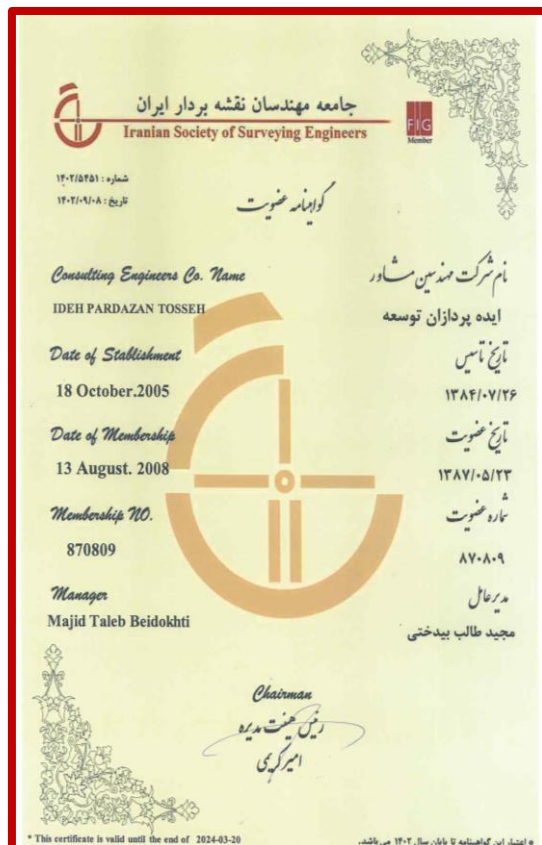 جامعه مهندسان نقشه بردار ایران
Iranian Society of Surveying Engineers
FIG
Member
شماره : ۱۴۰۲/۵۴۵۱
تاریخ : ۱۴۰۲/۰۹/۰۸
گواهینامه عضویت
Consulting Engineers Co. Name
نام شرکت مهندسین مشاور
IDEH PARDAZAN TOSSEH
ایده پردازان توسعه
Date of Stablishment
تاریخ تاسیس
18 October.2005
۱۳۸۴/۰۷/۲۶
Date of Membership
تاریخ عضویت
13 August. 2008
۱۳۸۷/۰۵/۲۳
Membership NO.
شماره عضویت
870809
۸۷۰۸۰۹
Manager
مدیرعامل
Majid Taleb Beidokhti
مجید طالب بیدختی
Chairman
رئیس هیئت مدیره
امیر کرمی
* This certificate is valid until the end of 2024-03-20
* اعتبار این گواهینامه تا پایان سال ۱۴۰۲ می باشد.